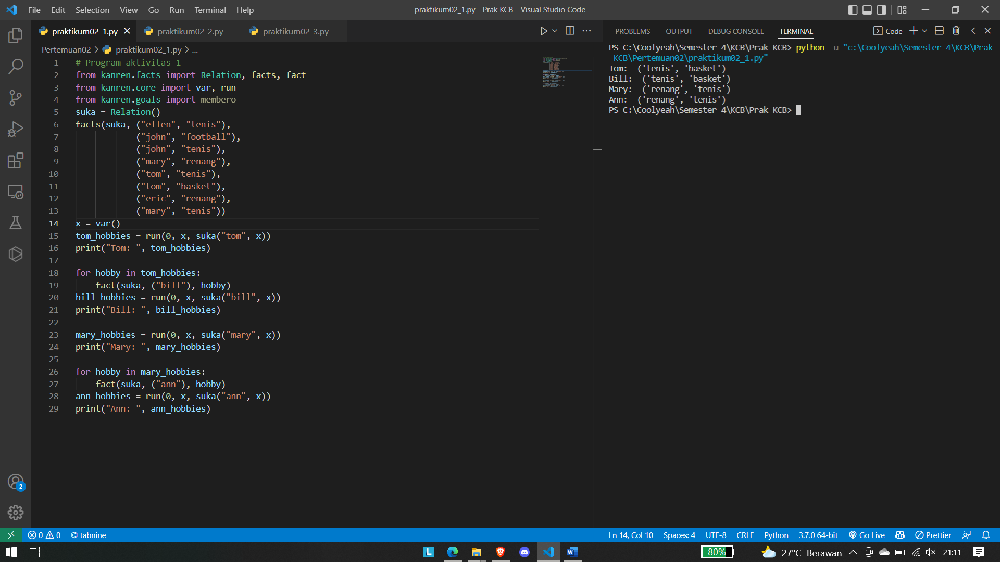 File Edit Selection View Go Run Terminal Help
praktikum02_1.py - Prak KCB - Visual Studio Code
praktikum02_1.py praktikum02_2.py praktikum02_3.py
Pertemuan02 > praktikum02_1.py > ...
1 # Program aktivitas 1
2 from kanren.facts import Relation, facts, fact
3 from kanren.core import var, run
4 from kanren.goals import membero
5 suka = Relation()
6 facts(suka, ("ellen", "tenis"),
7 ("john", "football"),
8 ("john", "tenis"),
9 ("mary", "renang"),
10 ("tom", "tenis"),
11 ("tom", "basket"),
12 ("eric", "renang"),
13 ("mary", "tenis"))
14 x = var()
15 tom_hobbies = run(0, x, suka("tom", x))
16 print("Tom: ", tom_hobbies)
17
18 for hobby in tom_hobbies:
19 fact(suka, ("bill"), hobby)
20 bill_hobbies = run(0, x, suka("bill", x))
21 print("Bill: ", bill_hobbies)
22
23 mary_hobbies = run(0, x, suka("mary", x))
24 print("Mary: ", mary_hobbies)
25
26 for hobby in mary_hobbies:
27 fact(suka, ("ann"), hobby)
28 ann_hobbies = run(0, x, suka("ann", x))
29 print("Ann: ", ann_hobbies)
PROBLEMS OUTPUT DEBUG CONSOLE TERMINAL Code
PS C:\Coolyeah\Semester 4\KCB\Prak KCB> python -u "c:\Coolyeah\Semester 4\KCB\Prak
KCB\Pertemuan02\praktikum02_1.py"
Tom:  ('tenis', 'basket')
Bill:  ('tenis', 'basket')
Mary:  ('renang', 'tenis')
Ann:  ('renang', 'tenis')
PS C:\Coolyeah\Semester 4\KCB\Prak KCB>
2
0 0 tabnine
Ln 14, Col 10 Spaces: 4 UTF-8 CRLF Python 3.7.0 64-bit Go Live Prettier
L W 80% 27°C Berawan 21:11